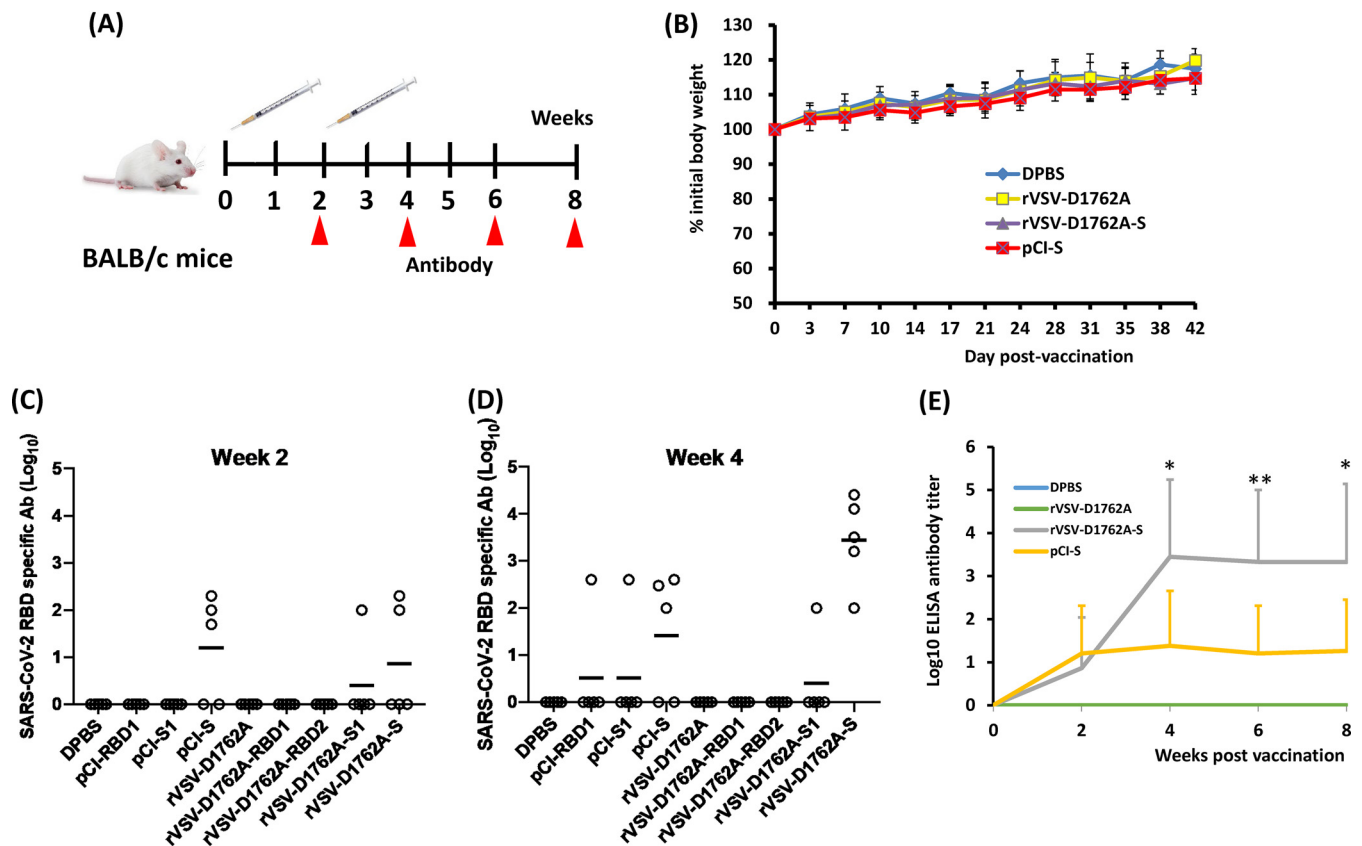 (A)
Weeks
0 1 2 3 4 5 6 8
BALB/c mice
Antibody
(B)
% initial body weight
130
120
110
100
90
80
70
60
50
0 3 7 10 14 17 21 24 28 31 35 38 42
Day post-vaccination
DPBS
rVSV-D1762A
rVSV-D1762A-S
pCI-S
(C)
SARS-CoV-2 RBD specific Ab (Log10)
Week 2
5
4
3
2
1
0
DPBS
pCI-RBD1
pCI-S1
pCI-S
rVSV-D1762A
rVSV-D1762A-RBD1
rVSV-D1762A-RBD2
rVSV-D1762A-S1
rVSV-D1762A-S
(D)
SARS-CoV-2 RBD specific Ab (Log10)
Week 4
5
4
3
2
1
0
DPBS
pCI-RBD1
pCI-S1
pCI-S
rVSV-D1762A
rVSV-D1762A-RBD1
rVSV-D1762A-RBD2
rVSV-D1762A-S1
rVSV-D1762A-S
(E)
Log10 ELISA antibody titer
6
5
4
3
2
1
0
DPBS
rVSV-D1762A
rVSV-D1762A-S
pCI-S
* ** *
0 2 4 6 8
Weeks post vaccination